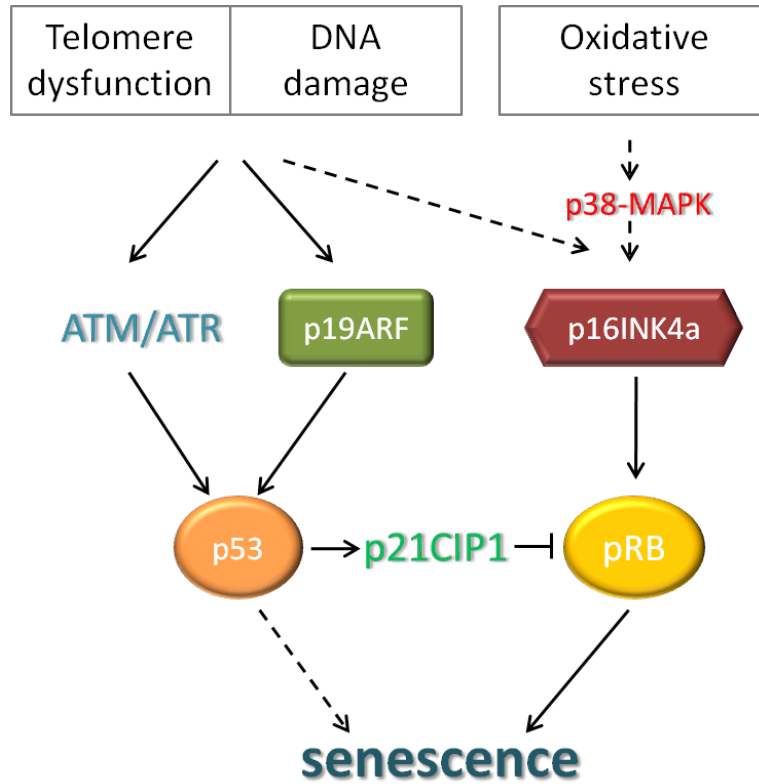 Telomere
dysfunction
DNA
damage
Oxidative
stress
p38-MAPK
ATM/ATR
p19ARF
p16INK4a
p53
p21CIP1
pRB
senescence